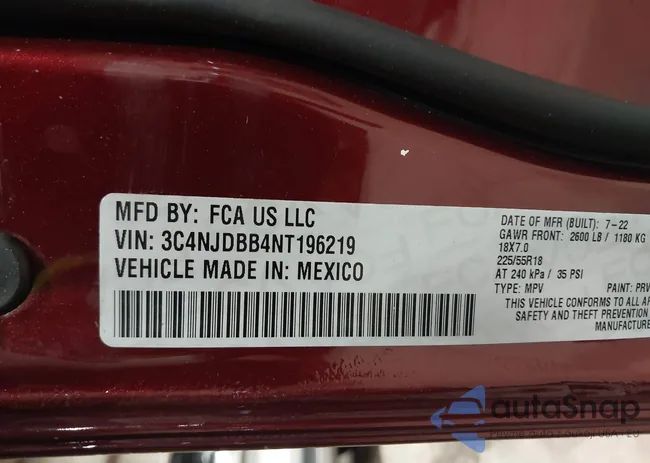 MFD BY: FCA US LLC
VIN: 3C4NJDBB4NT196219
VEHICLE MADE IN: MEXICO
DATE OF MFR (BUILT): 7-22
GAWR FRONT: 2600 LB / 1180 KG
18X7.0
225/55R18
AT 240 kPa / 35 PSI
TYPE: MPV PAINT: PRV
THIS VEHICLE CONFORMS TO ALL
SAFETY AND THEFT PREVENTION
MANUFACTURE
autoSnap